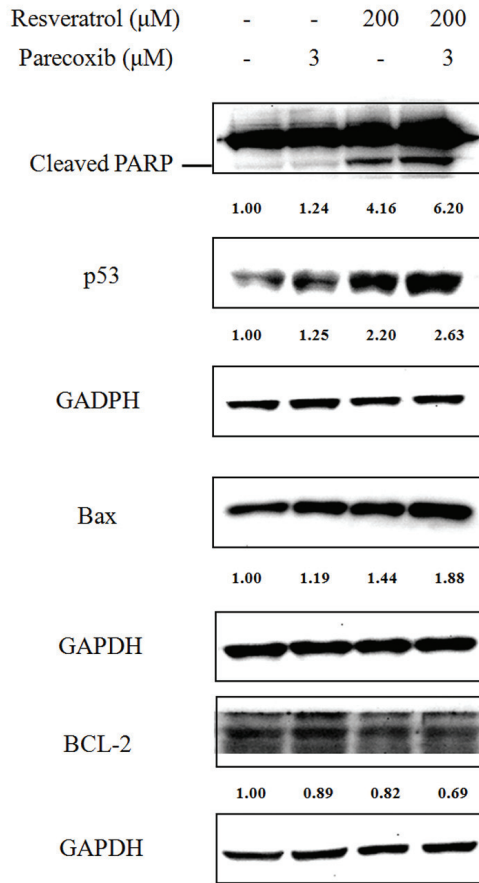 Resveratrol (μM) - - 200 200
Parecoxib (μM) - 3 - 3
Cleaved PARP
1.00 1.24 4.16 6.20
p53
1.00 1.25 2.20 2.63
GADPH
Bax
1.00 1.19 1.44 1.88
GAPDH
BCL-2
1.00 0.89 0.82 0.69
GAPDH